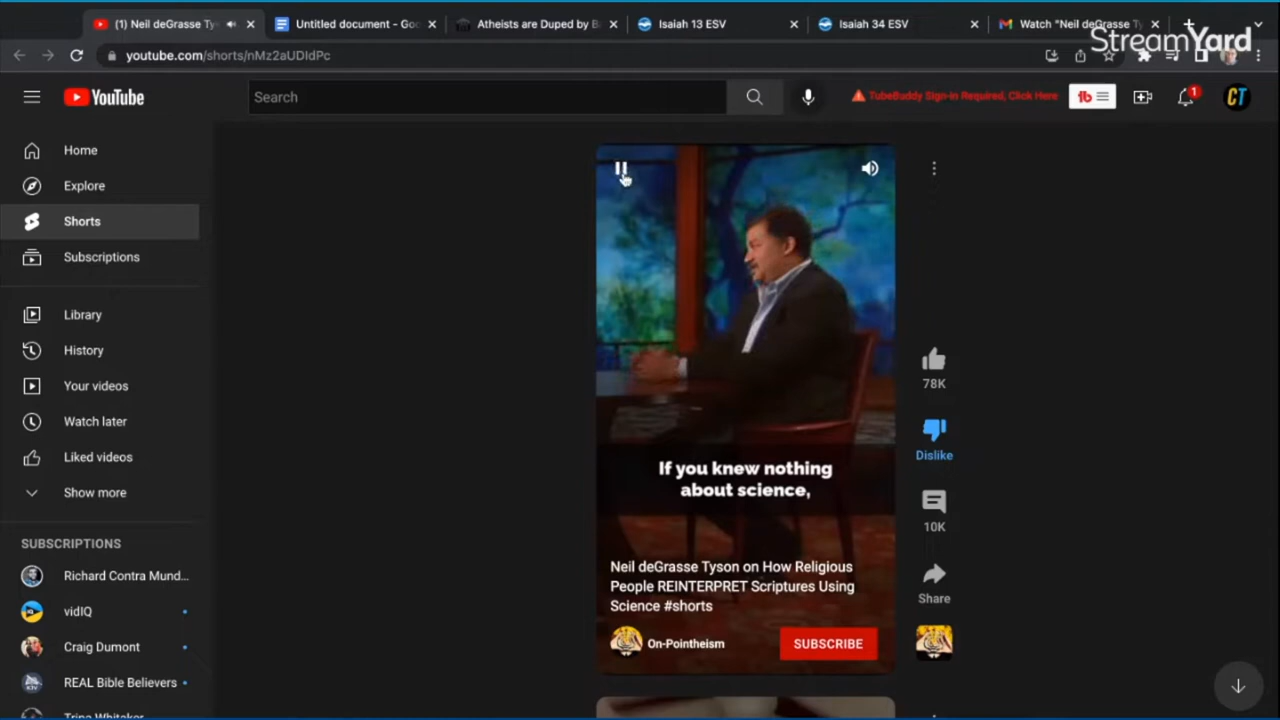 (1) Neil deGrasse Ty
Untitled document - Goo
Atheists are Duped by B
Isaiah 13 ESV
Isaiah 34 ESV
Watch "Neil deGrasse Ty
StreamYard
youtube.com/shorts/nMz2aUDIdPc
YouTube
Search
TubeBuddy Sign-in Required, Click Here
tb
1
CT
Home
Explore
Shorts
Subscriptions
Library
History
Your videos
Watch later
Liked videos
Show more
SUBSCRIPTIONS
Richard Contra Mund...
vidIQ
Craig Dumont
REAL Bible Believers
Trina Whitaker
If you knew nothing
about science,
Neil deGrasse Tyson on How Religious
People REINTERPRET Scriptures Using
Science #shorts
On-Pointheism
SUBSCRIBE
78K
Dislike
10K
Share